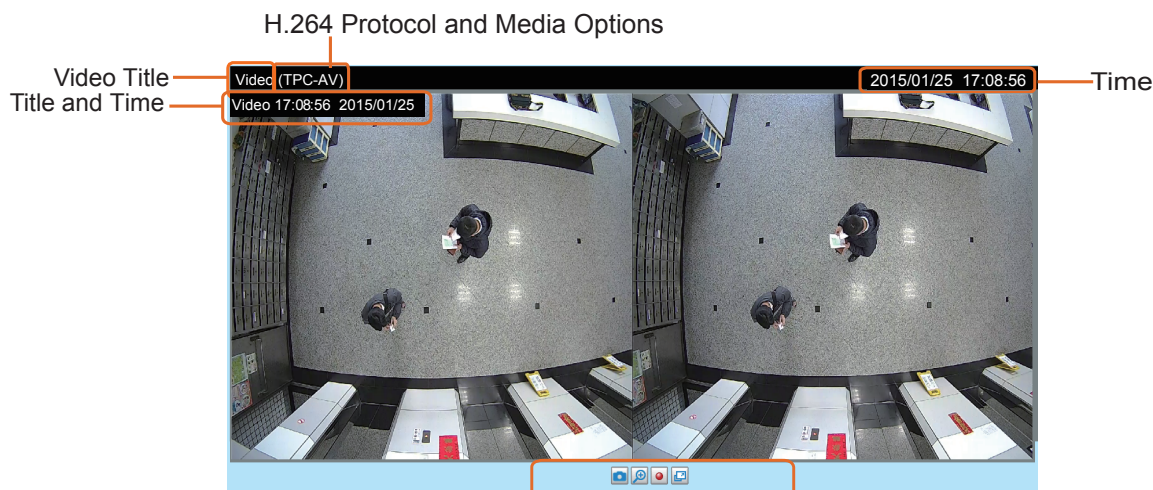 H.264 Protocol and Media Options
Video Title
Video (TPC-AV)
2015/01/25 17:08:56
Time
Title and Time
Video 17:08:56 2015/01/25